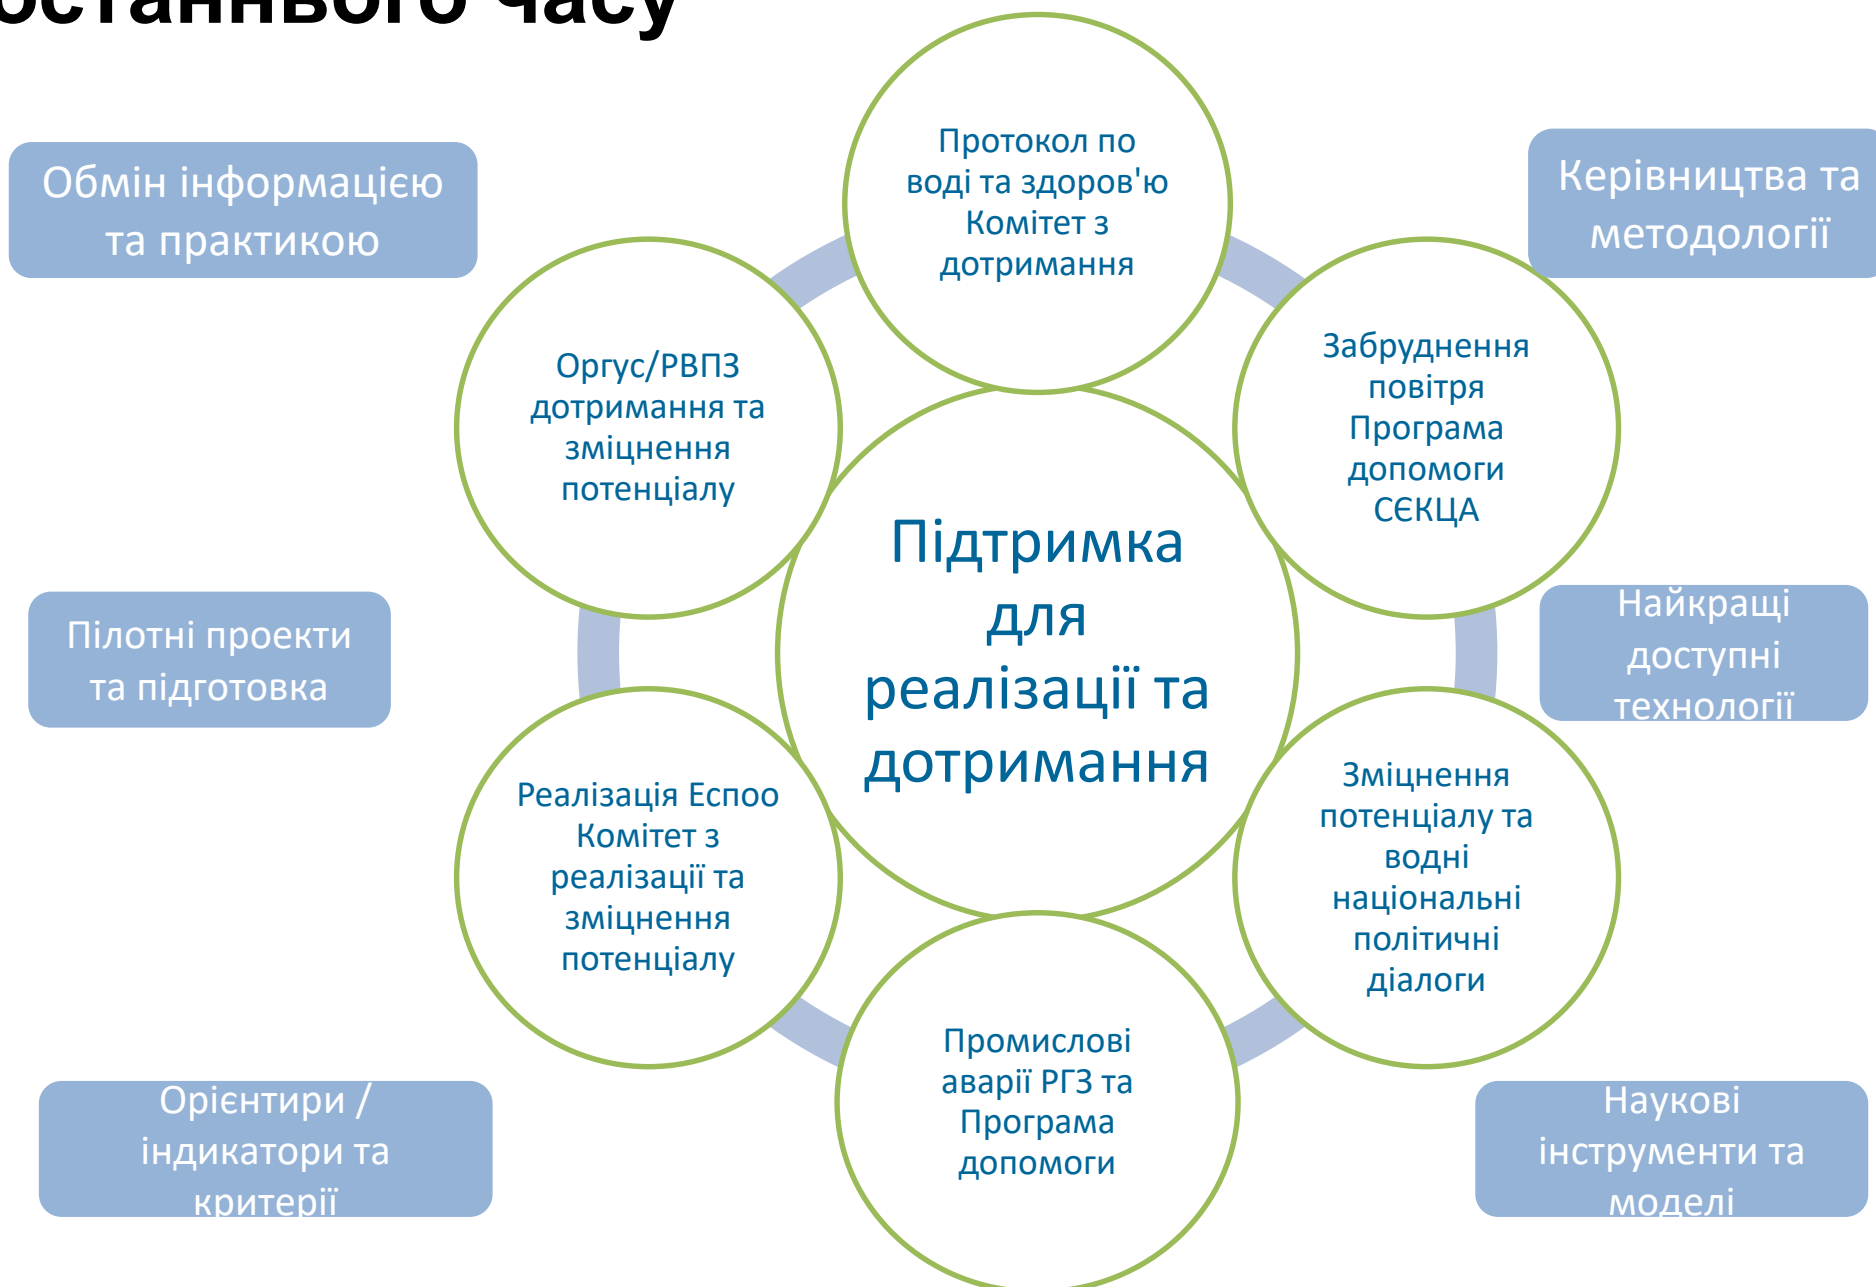 останнього часу
Обмін інформацією
та практикою
Протокол по
воді та здоров'ю
Комітет з
дотримання
Керівництва та
методології
Оргус/РВПЗ
дотримання та
зміцнення
потенціалу
Забруднення
повітря
Програма
допомоги
СЄКЦА
Підтримка
для
реалізації та
дотримання
Пілотні проекти
та підготовка
Найкращі
доступні
технології
Реалізація Еспоо
Комітет з
реалізації та
зміцнення
потенціалу
Зміцнення
потенціалу та
водні
національні
політичні
діалоги
Промислові
аварії РГЗ та
Програма
допомоги
Орієнтири /
індикатори та
критерії
Наукові
інструменти та
моделі